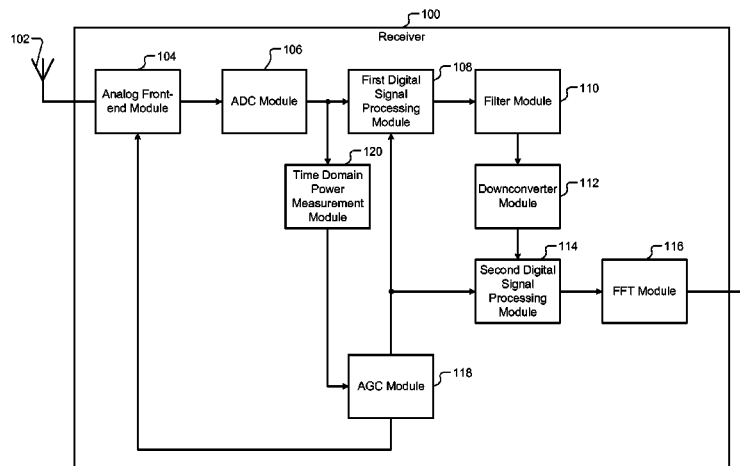 100
Receiver
102
104
Analog Front-
end Module
106
ADC Module
108
First Digital
Signal
Processing
Module
110
Filter Module
120
Time Domain
Power
Measurement
Module
112
Downconverter
Module
114
Second Digital
Signal
Processing
Module
116
FFT Module
118
AGC Module